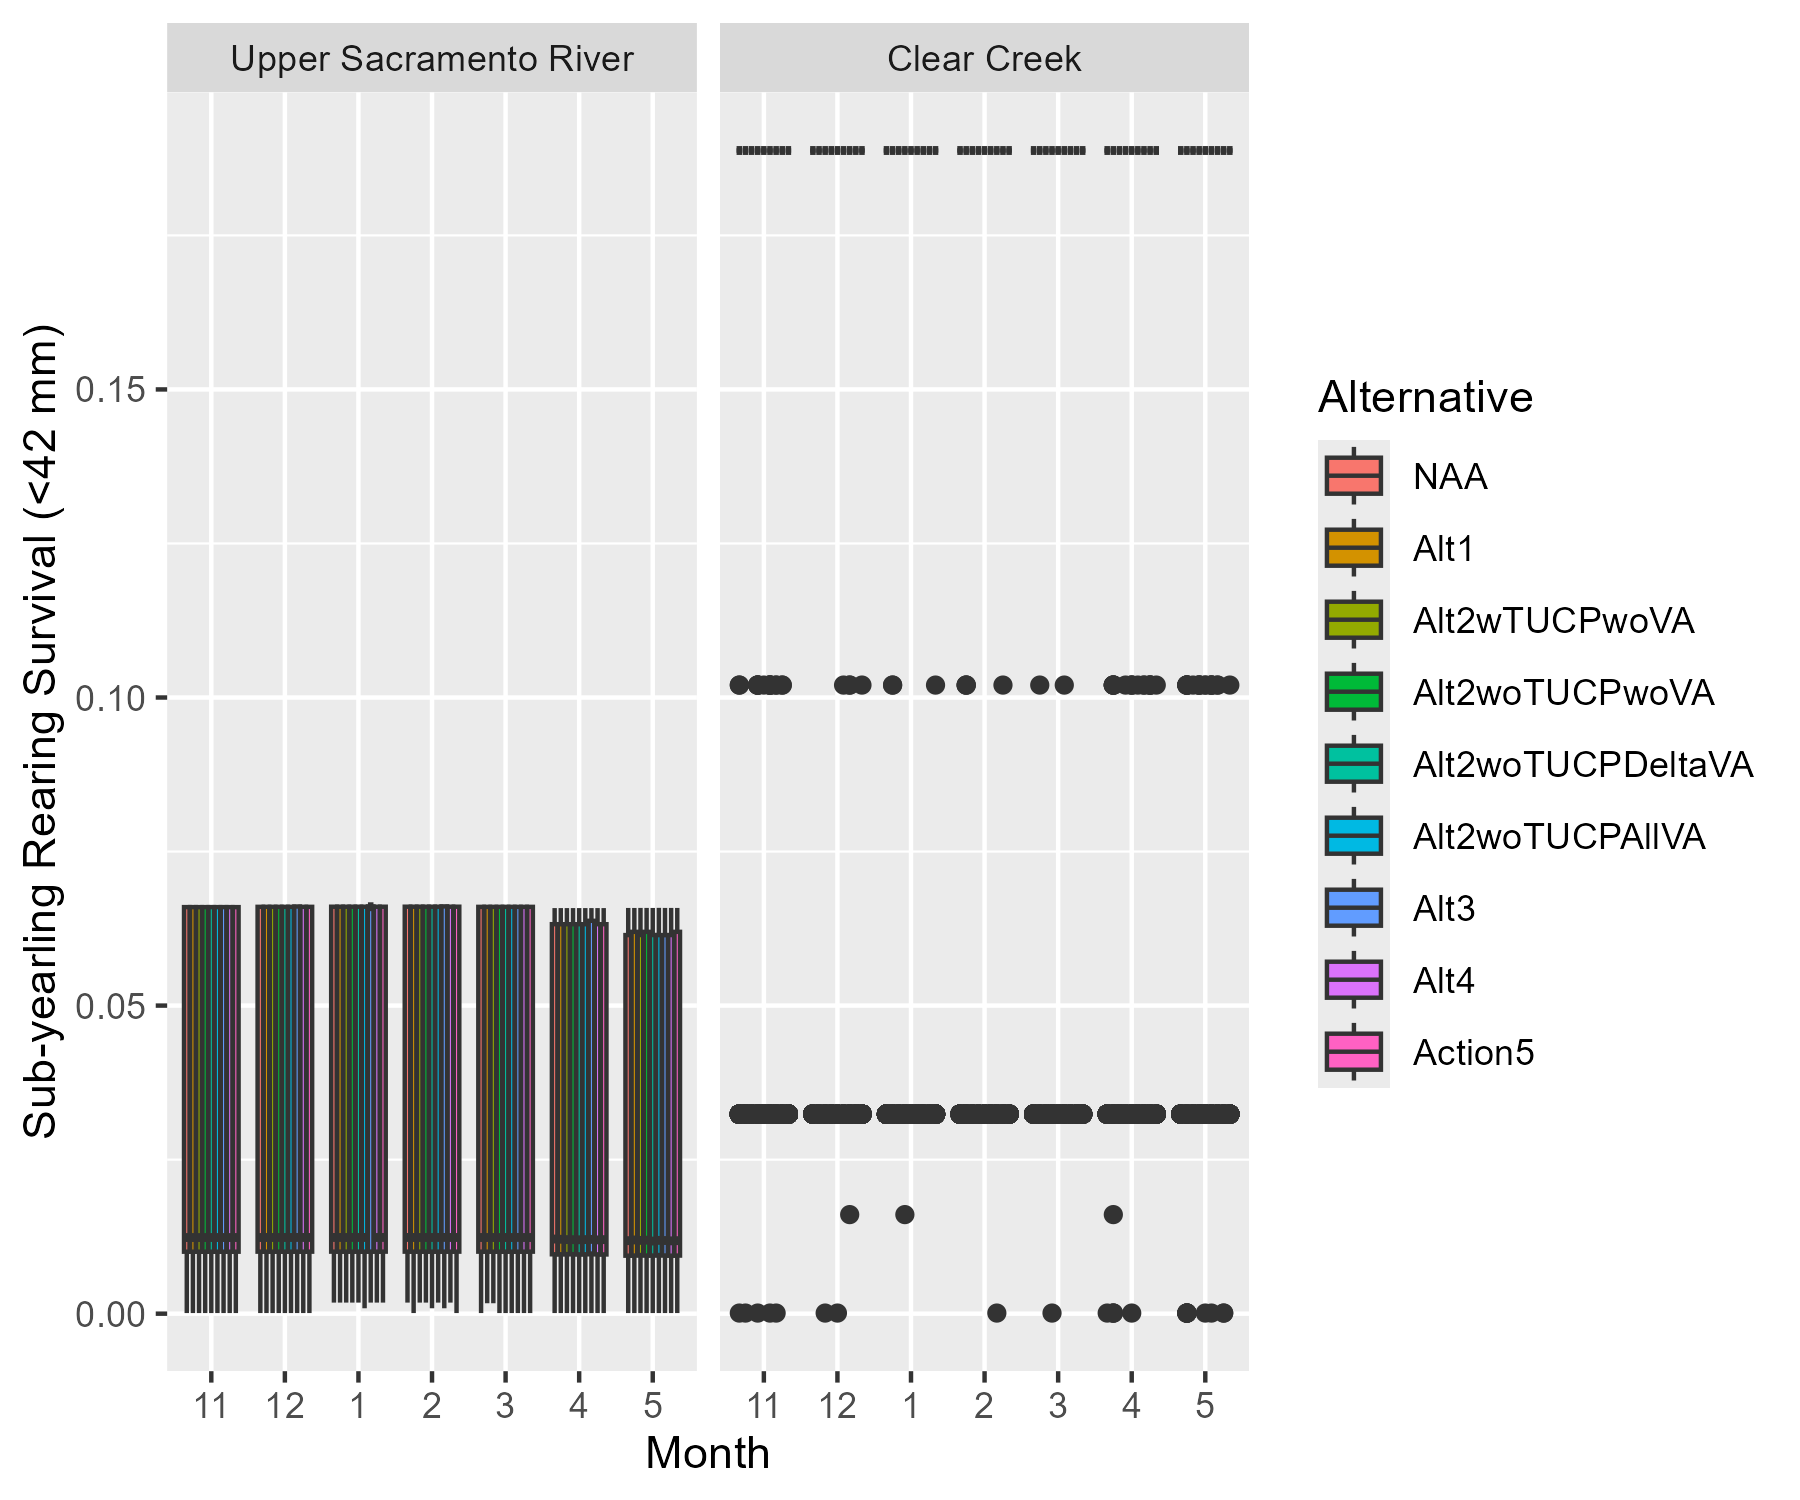 Upper Sacramento River
Clear Creek
Sub-yearling Rearing Survival (<42 mm)
0.15
0.10
0.05
0.00
11 12 1 2 3 4 5
11 12 1 2 3 4 5
Month
Alternative
NAA
Alt1
Alt2wTUCPwoVA
Alt2woTUCPwoVA
Alt2woTUCPDeltaVA
Alt2woTUCPAllVA
Alt3
Alt4
Action5